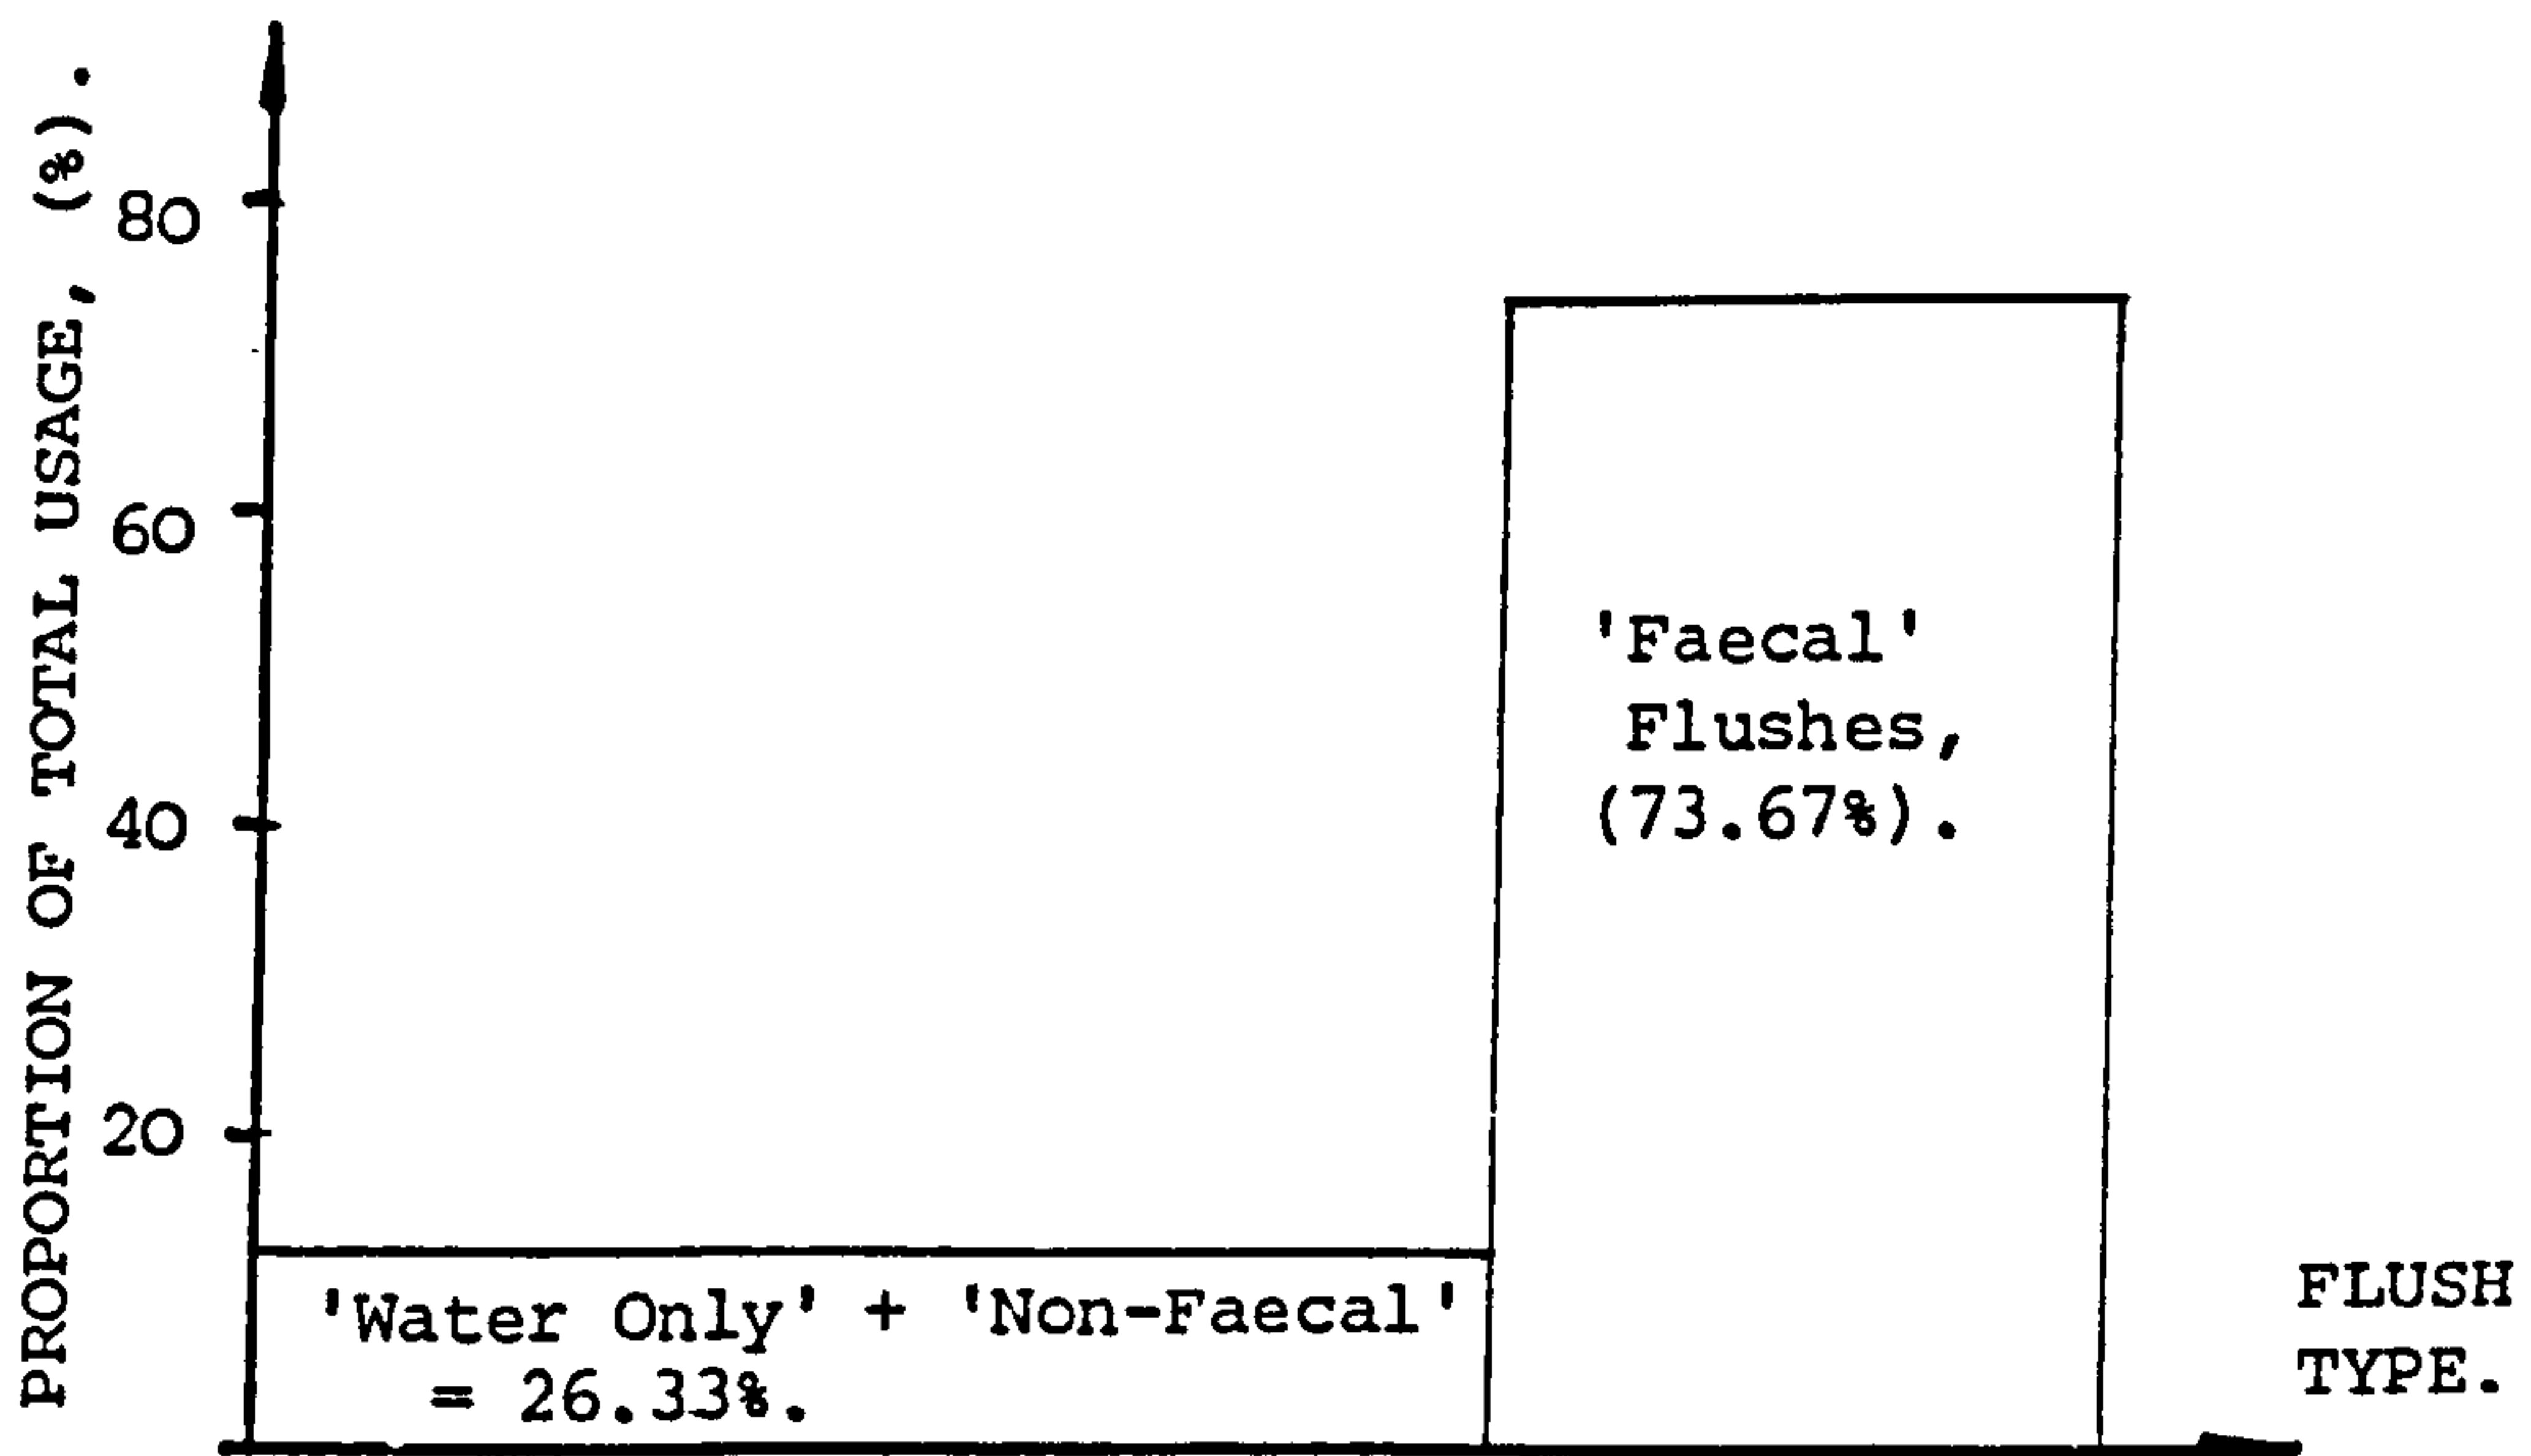 PROPORTION OF TOTAL USAGE, (%).
80
60
40
20
'Faecal'
Flushes,
(73.67%).
'Water Only' + 'Non-Faecal'
= 26.33%.
FLUSH
TYPE.